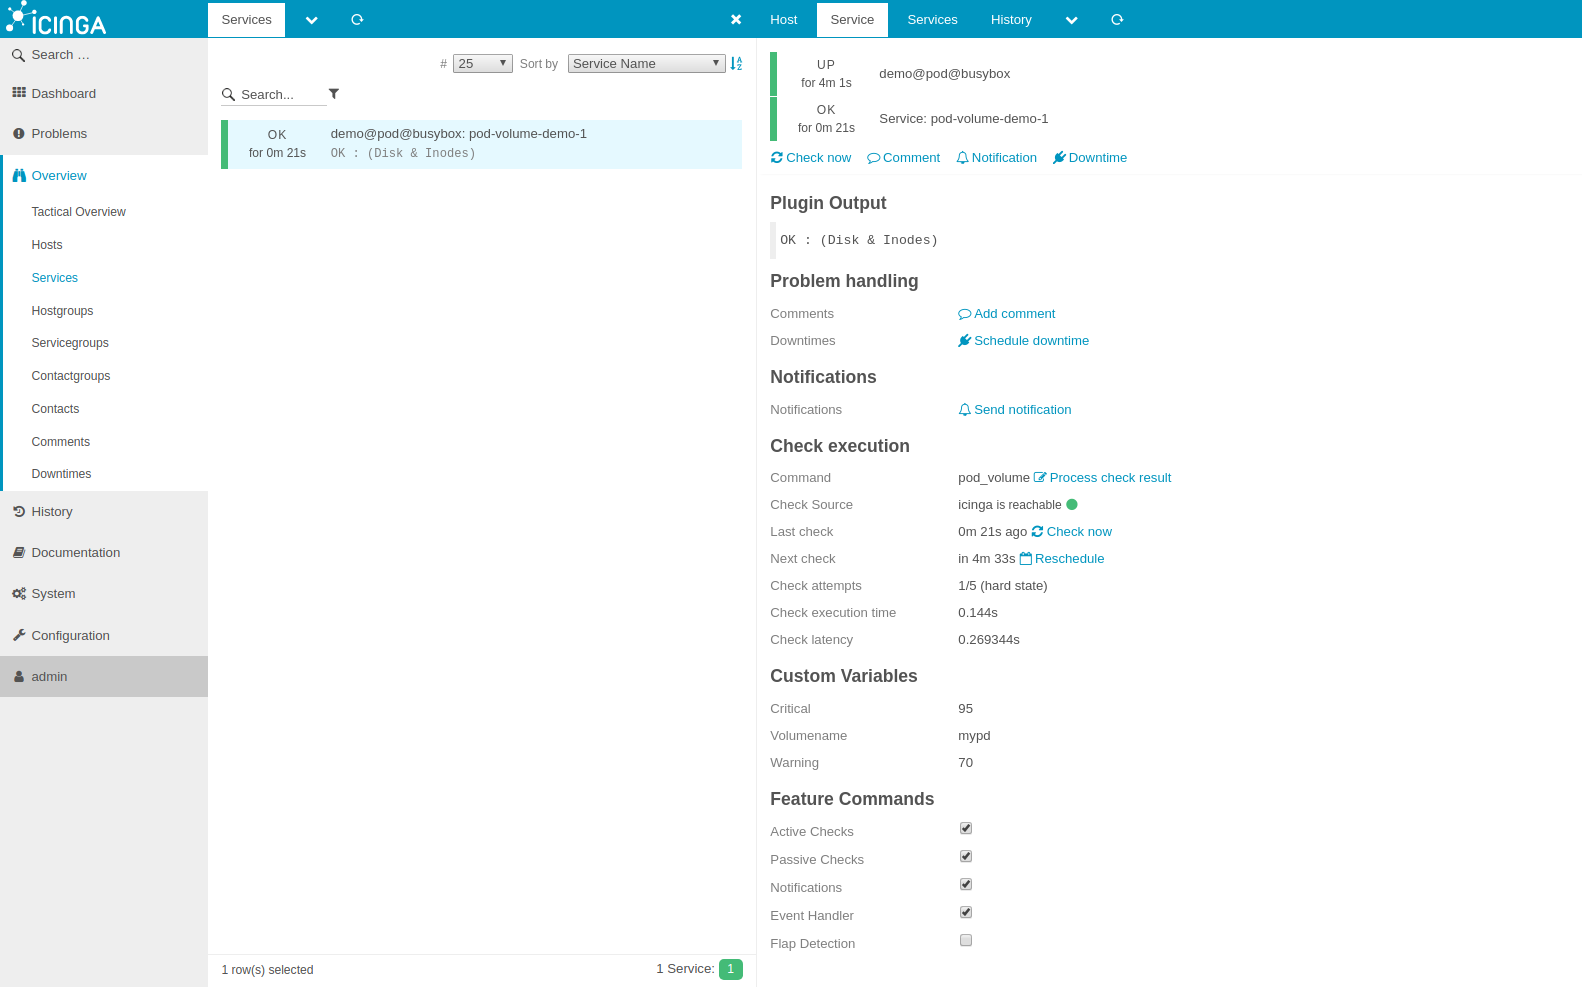 iCINGA
Search …
Dashboard
Problems
Overview
Tactical Overview
Hosts
Services
Hostgroups
Servicegroups
Contactgroups
Contacts
Comments
Downtimes
History
Documentation
System
Configuration
admin
Services
# 25 Sort by Service Name
Search...
OK demo@pod@busybox: pod-volume-demo-1
for 0m 21s OK : (Disk & Inodes)
1 row(s) selected 1 Service: 1
Host Service Services History
UP
for 4m 1s demo@pod@busybox
OK
for 0m 21s Service: pod-volume-demo-1
Check now Comment Notification Downtime
Plugin Output
OK : (Disk & Inodes)
Problem handling
Comments Add comment
Downtimes Schedule downtime
Notifications
Notifications Send notification
Check execution
Command pod_volume Process check result
Check Source icinga is reachable
Last check 0m 21s ago Check now
Next check in 4m 33s Reschedule
Check attempts 1/5 (hard state)
Check execution time 0.144s
Check latency 0.269344s
Custom Variables
Critical 95
Volumename mypd
Warning 70
Feature Commands
Active Checks
Passive Checks
Notifications
Event Handler
Flap Detection